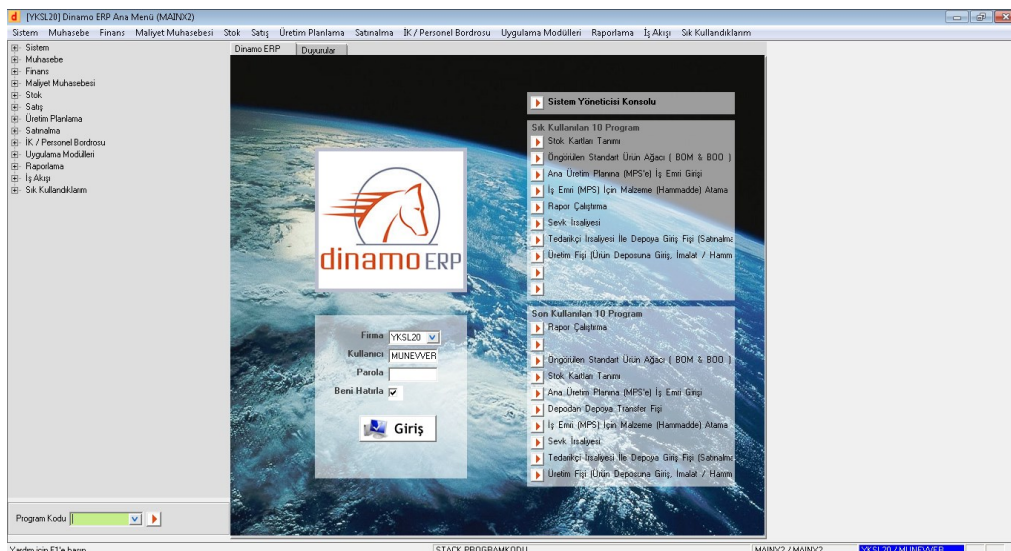 [YKSL20] Dinamo ERP Ana Menü (MAINX2)
Sistem Muhasebe Finans Maliyet Muhasebesi Stok Satış Üretim Planlama Satınalma İK / Personel Bordrosu Uygulama Modülleri Raporlama İş Akışı Sık Kullandıklarım
Sistem
Muhasebe
Finans
Maliyet Muhasebesi
Stok
Satış
Üretim Planlama
Satınalma
İK / Personel Bordrosu
Uygulama Modülleri
Raporlama
İş Akışı
Sık Kullandıklarım
Dinamo ERP Duyurular
dinamo ERP
Firma YKSL20
Kullanıcı MUNEVVER
Parola
Beni Hatırla
Giriş
Sistem Yöneticisi Konsolu
Sık Kullanılan 10 Program
Stok Kartları Tanımı
Öngörülen Standart Ürün Ağacı ( BOM & BOO )
Ana Üretim Planına (MPS'e) İş Emri Girişi
İş Emri (MPS) İçin Malzeme (Hammadde) Atama
Rapor Çalıştırma
Sevk İrsaliyesi
Tedarikçi İrsaliyesi İle Depoya Giriş Fişi (Satınalma
Üretim Fişi (Ürün Deposuna Giriş, İmalat / Hamm
Son Kullanılan 10 Program
Rapor Çalıştırma
Öngörülen Standart Ürün Ağacı ( BOM & BOO )
Stok Kartları Tanımı
Ana Üretim Planına (MPS'e) İş Emri Girişi
Depodan Depoya Transfer Fişi
İş Emri (MPS) İçin Malzeme (Hammadde) Atama
Sevk İrsaliyesi
Tedarikçi İrsaliyesi İle Depoya Giriş Fişi (Satınalma
Üretim Fişi (Ürün Deposuna Giriş, İmalat / Hamm
Program Kodu
Yardım için F1'e basın STACK PROGRAMKODU MAINX2 / MAINX2 YKSL20 / MUNEVVER